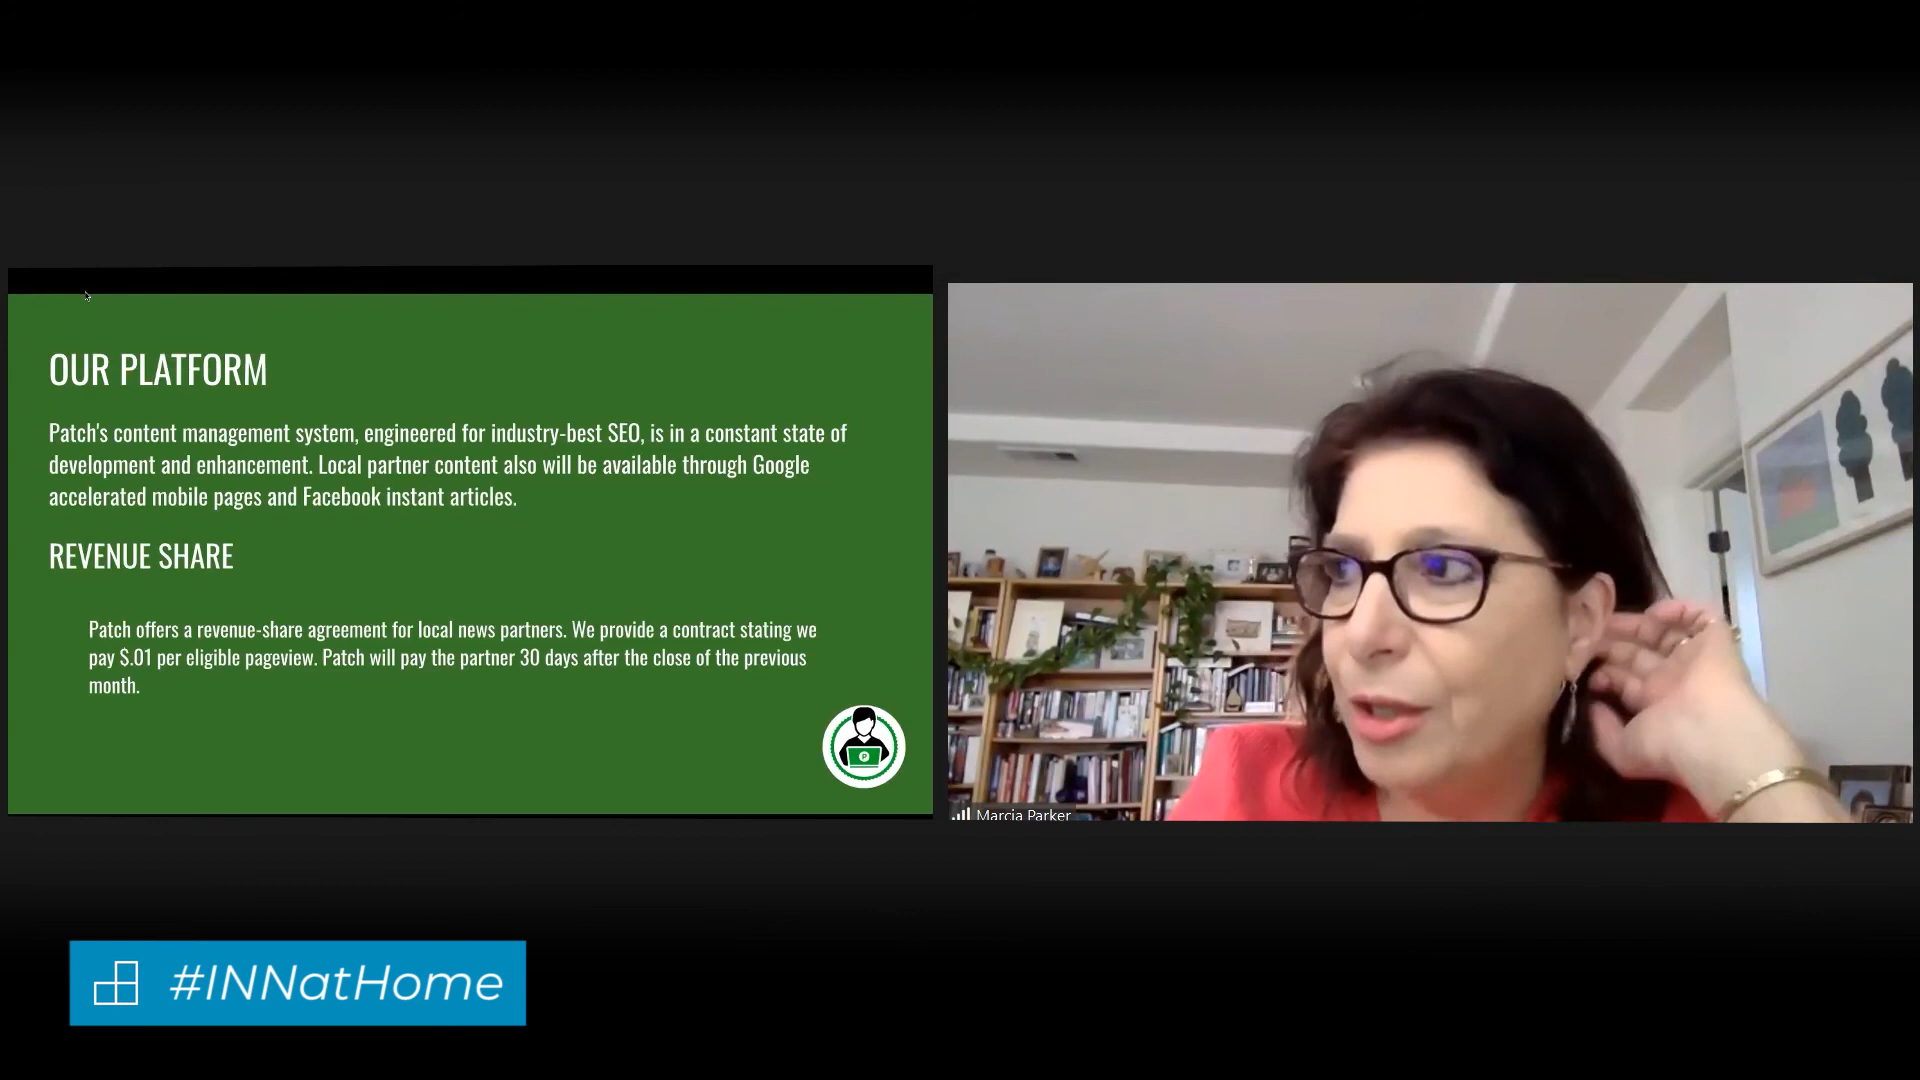 OUR PLATFORM
Patch's content management system, engineered for industry-best SEO, is in a constant state of
development and enhancement. Local partner content also will be available through Google
accelerated mobile pages and Facebook instant articles.
REVENUE SHARE
Patch offers a revenue-share agreement for local news partners. We provide a contract stating we
pay $.01 per eligible pageview. Patch will pay the partner 30 days after the close of the previous
month.
P
Marcia Parker
#INNatHome